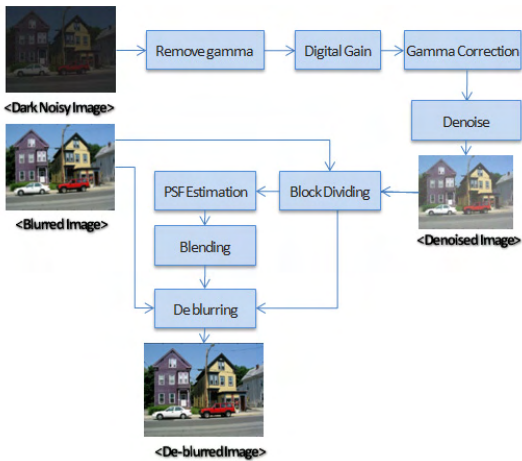 Remove gamma
Digital Gain
Gamma Correction
<Dark Noisy Image>
Denoise
PSF Estimation
Block Dividing
<Blurred Image>
<Denoised Image>
Blending
De blurring
<De-blurred Image>